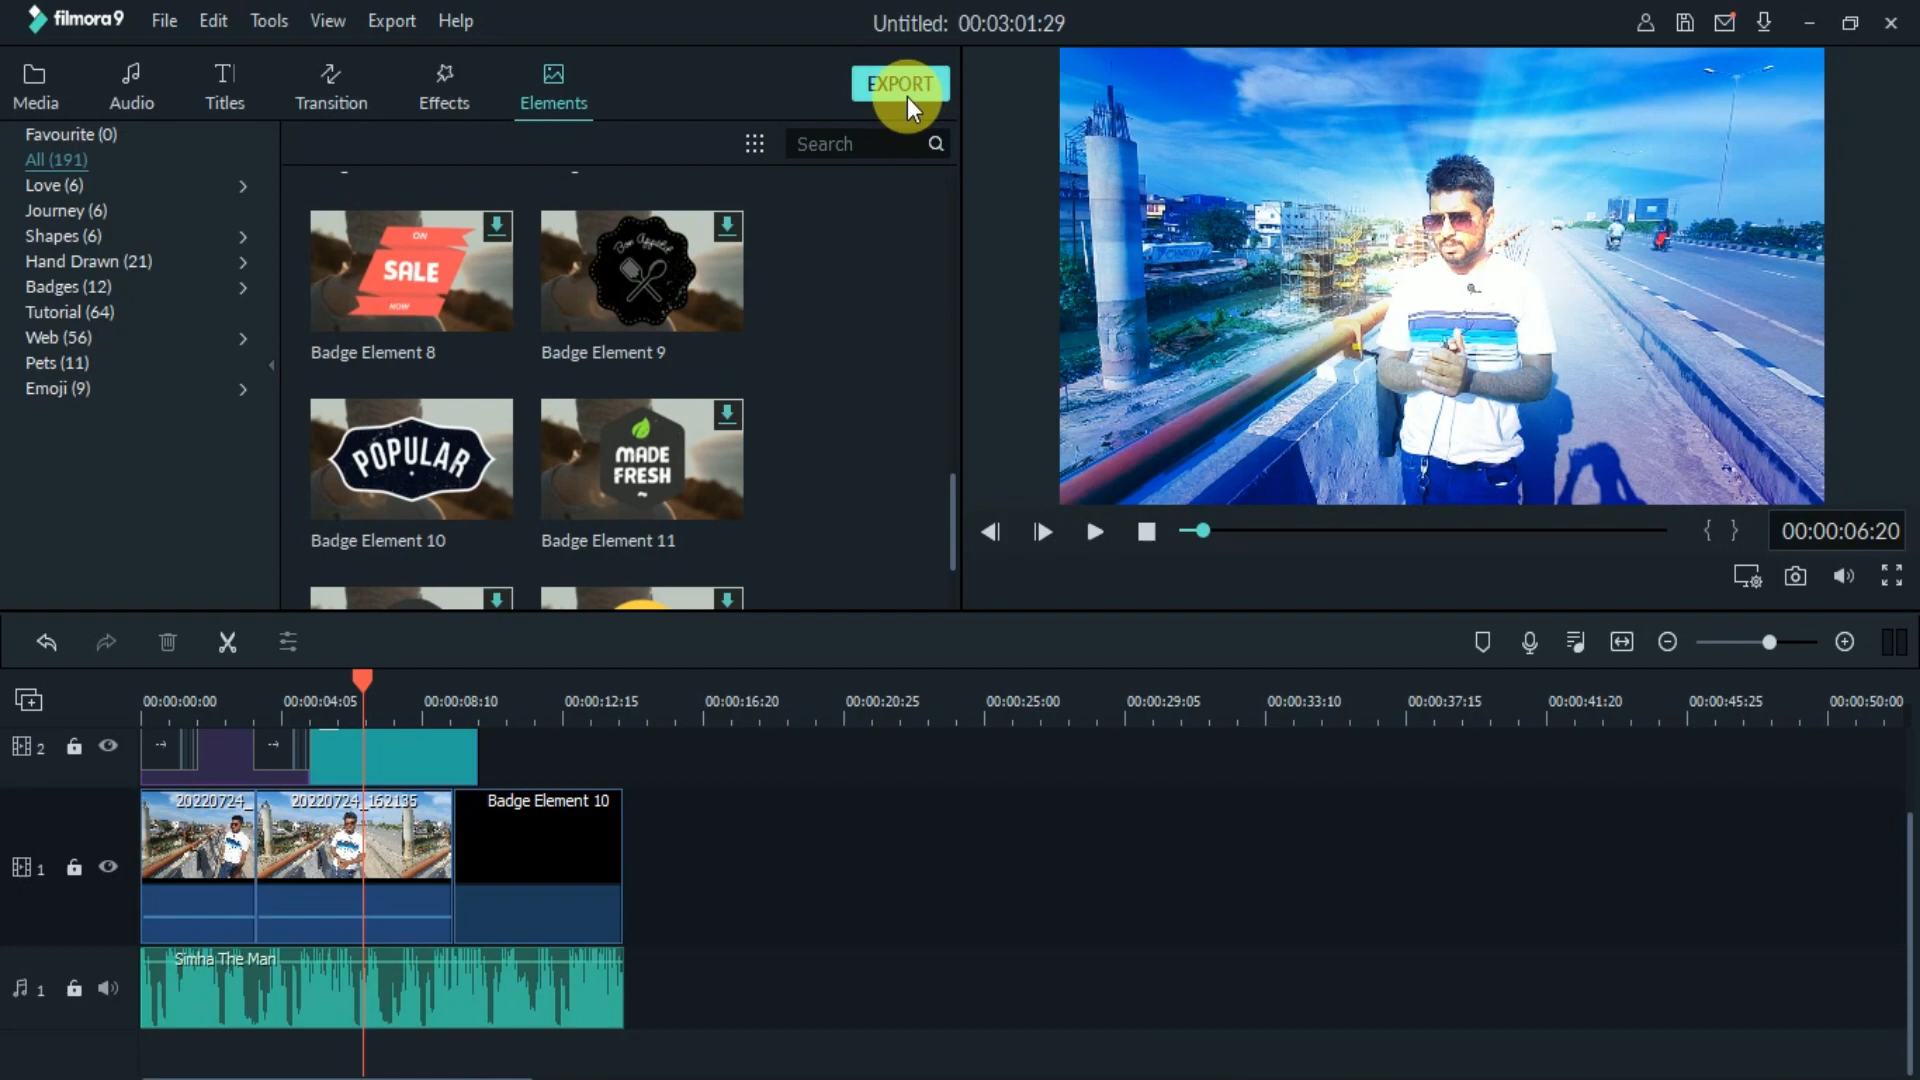 filmora9 File Edit Tools View Export Help
Untitled: 00:03:01:29
Media Audio Titles Transition Effects Elements
EXPORT
Search
Favourite (0)
All (191)
Love (6)
Journey (6)
Shapes (6)
Hand Drawn (21)
Badges (12)
Tutorial (64)
Web (56)
Pets (11)
Emoji (9)
ON
SALE
NOW
Bon Appetite
Badge Element 8
Badge Element 9
POPULAR
MADE
FRESH
Badge Element 10
Badge Element 11
{ } 00:00:06:20
00:00:00:00 00:00:04:05 00:00:08:10 00:00:12:15 00:00:16:20 00:00:20:25 00:00:25:00 00:00:29:05 00:00:33:10 00:00:37:15 00:00:41:20 00:00:45:25 00:00:50:00
2
20220724_ 20220724_162135 Badge Element 10
1
Simha The Man
1